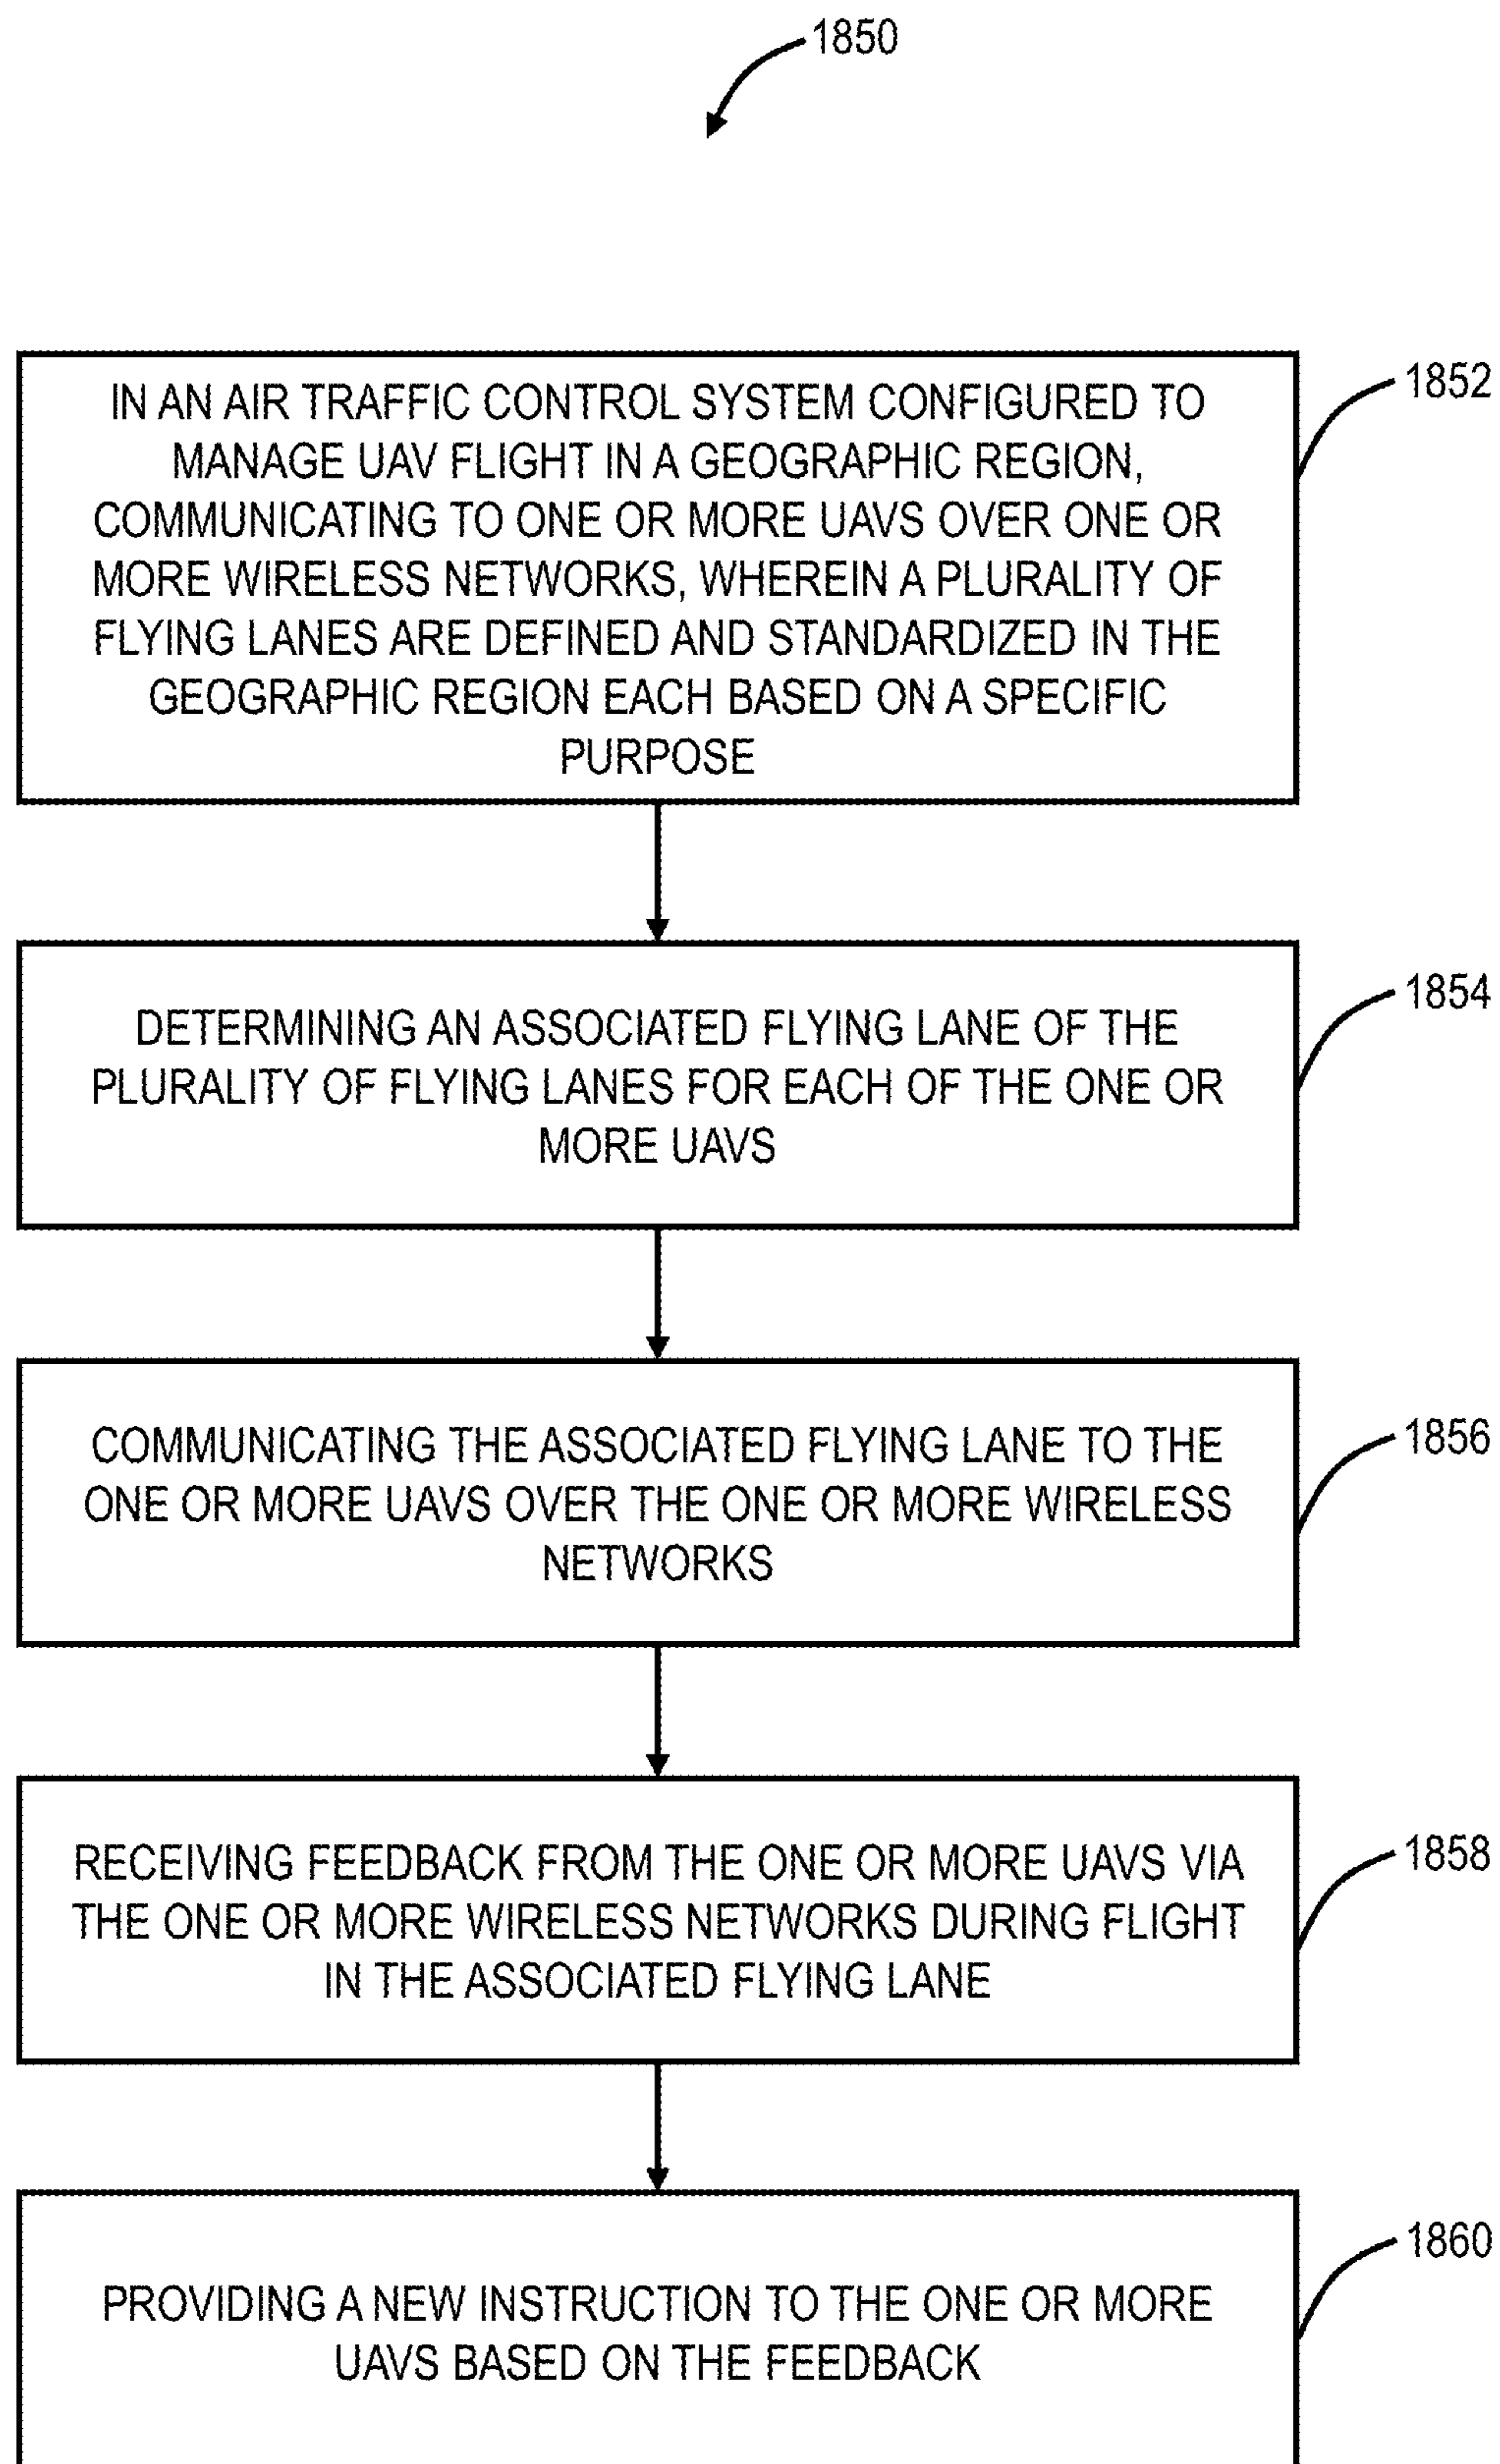 1850
IN AN AIR TRAFFIC CONTROL SYSTEM CONFIGURED TO
MANAGE UAV FLIGHT IN A GEOGRAPHIC REGION,
COMMUNICATING TO ONE OR MORE UAVS OVER ONE OR
MORE WIRELESS NETWORKS, WHEREIN A PLURALITY OF
FLYING LANES ARE DEFINED AND STANDARDIZED IN THE
GEOGRAPHIC REGION EACH BASED ON A SPECIFIC
PURPOSE
1852
DETERMINING AN ASSOCIATED FLYING LANE OF THE
PLURALITY OF FLYING LANES FOR EACH OF THE ONE OR
MORE UAVS
1854
COMMUNICATING THE ASSOCIATED FLYING LANE TO THE
ONE OR MORE UAVS OVER THE ONE OR MORE WIRELESS
NETWORKS
1856
RECEIVING FEEDBACK FROM THE ONE OR MORE UAVS VIA
THE ONE OR MORE WIRELESS NETWORKS DURING FLIGHT
IN THE ASSOCIATED FLYING LANE
1858
PROVIDING A NEW INSTRUCTION TO THE ONE OR MORE
UAVS BASED ON THE FEEDBACK
1860